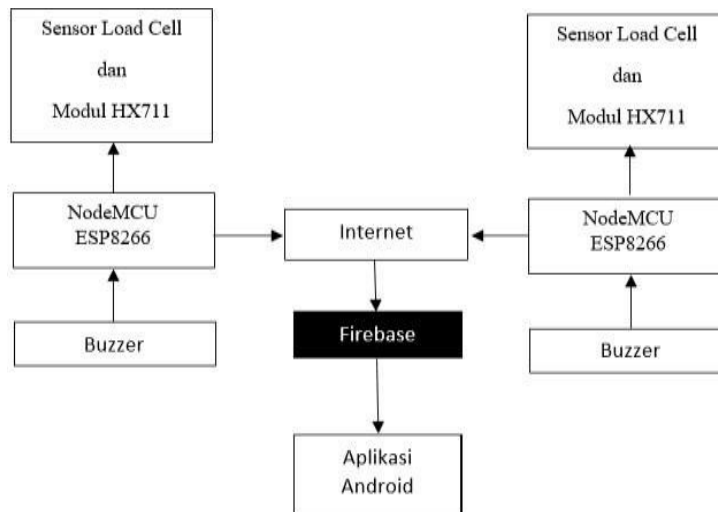 Sensor Load Cell
dan
Modul HX711
Sensor Load Cell
dan
Modul HX711
NodeMCU
ESP8266
Internet
NodeMCU
ESP8266
Buzzer
Firebase
Buzzer
Aplikasi
Android